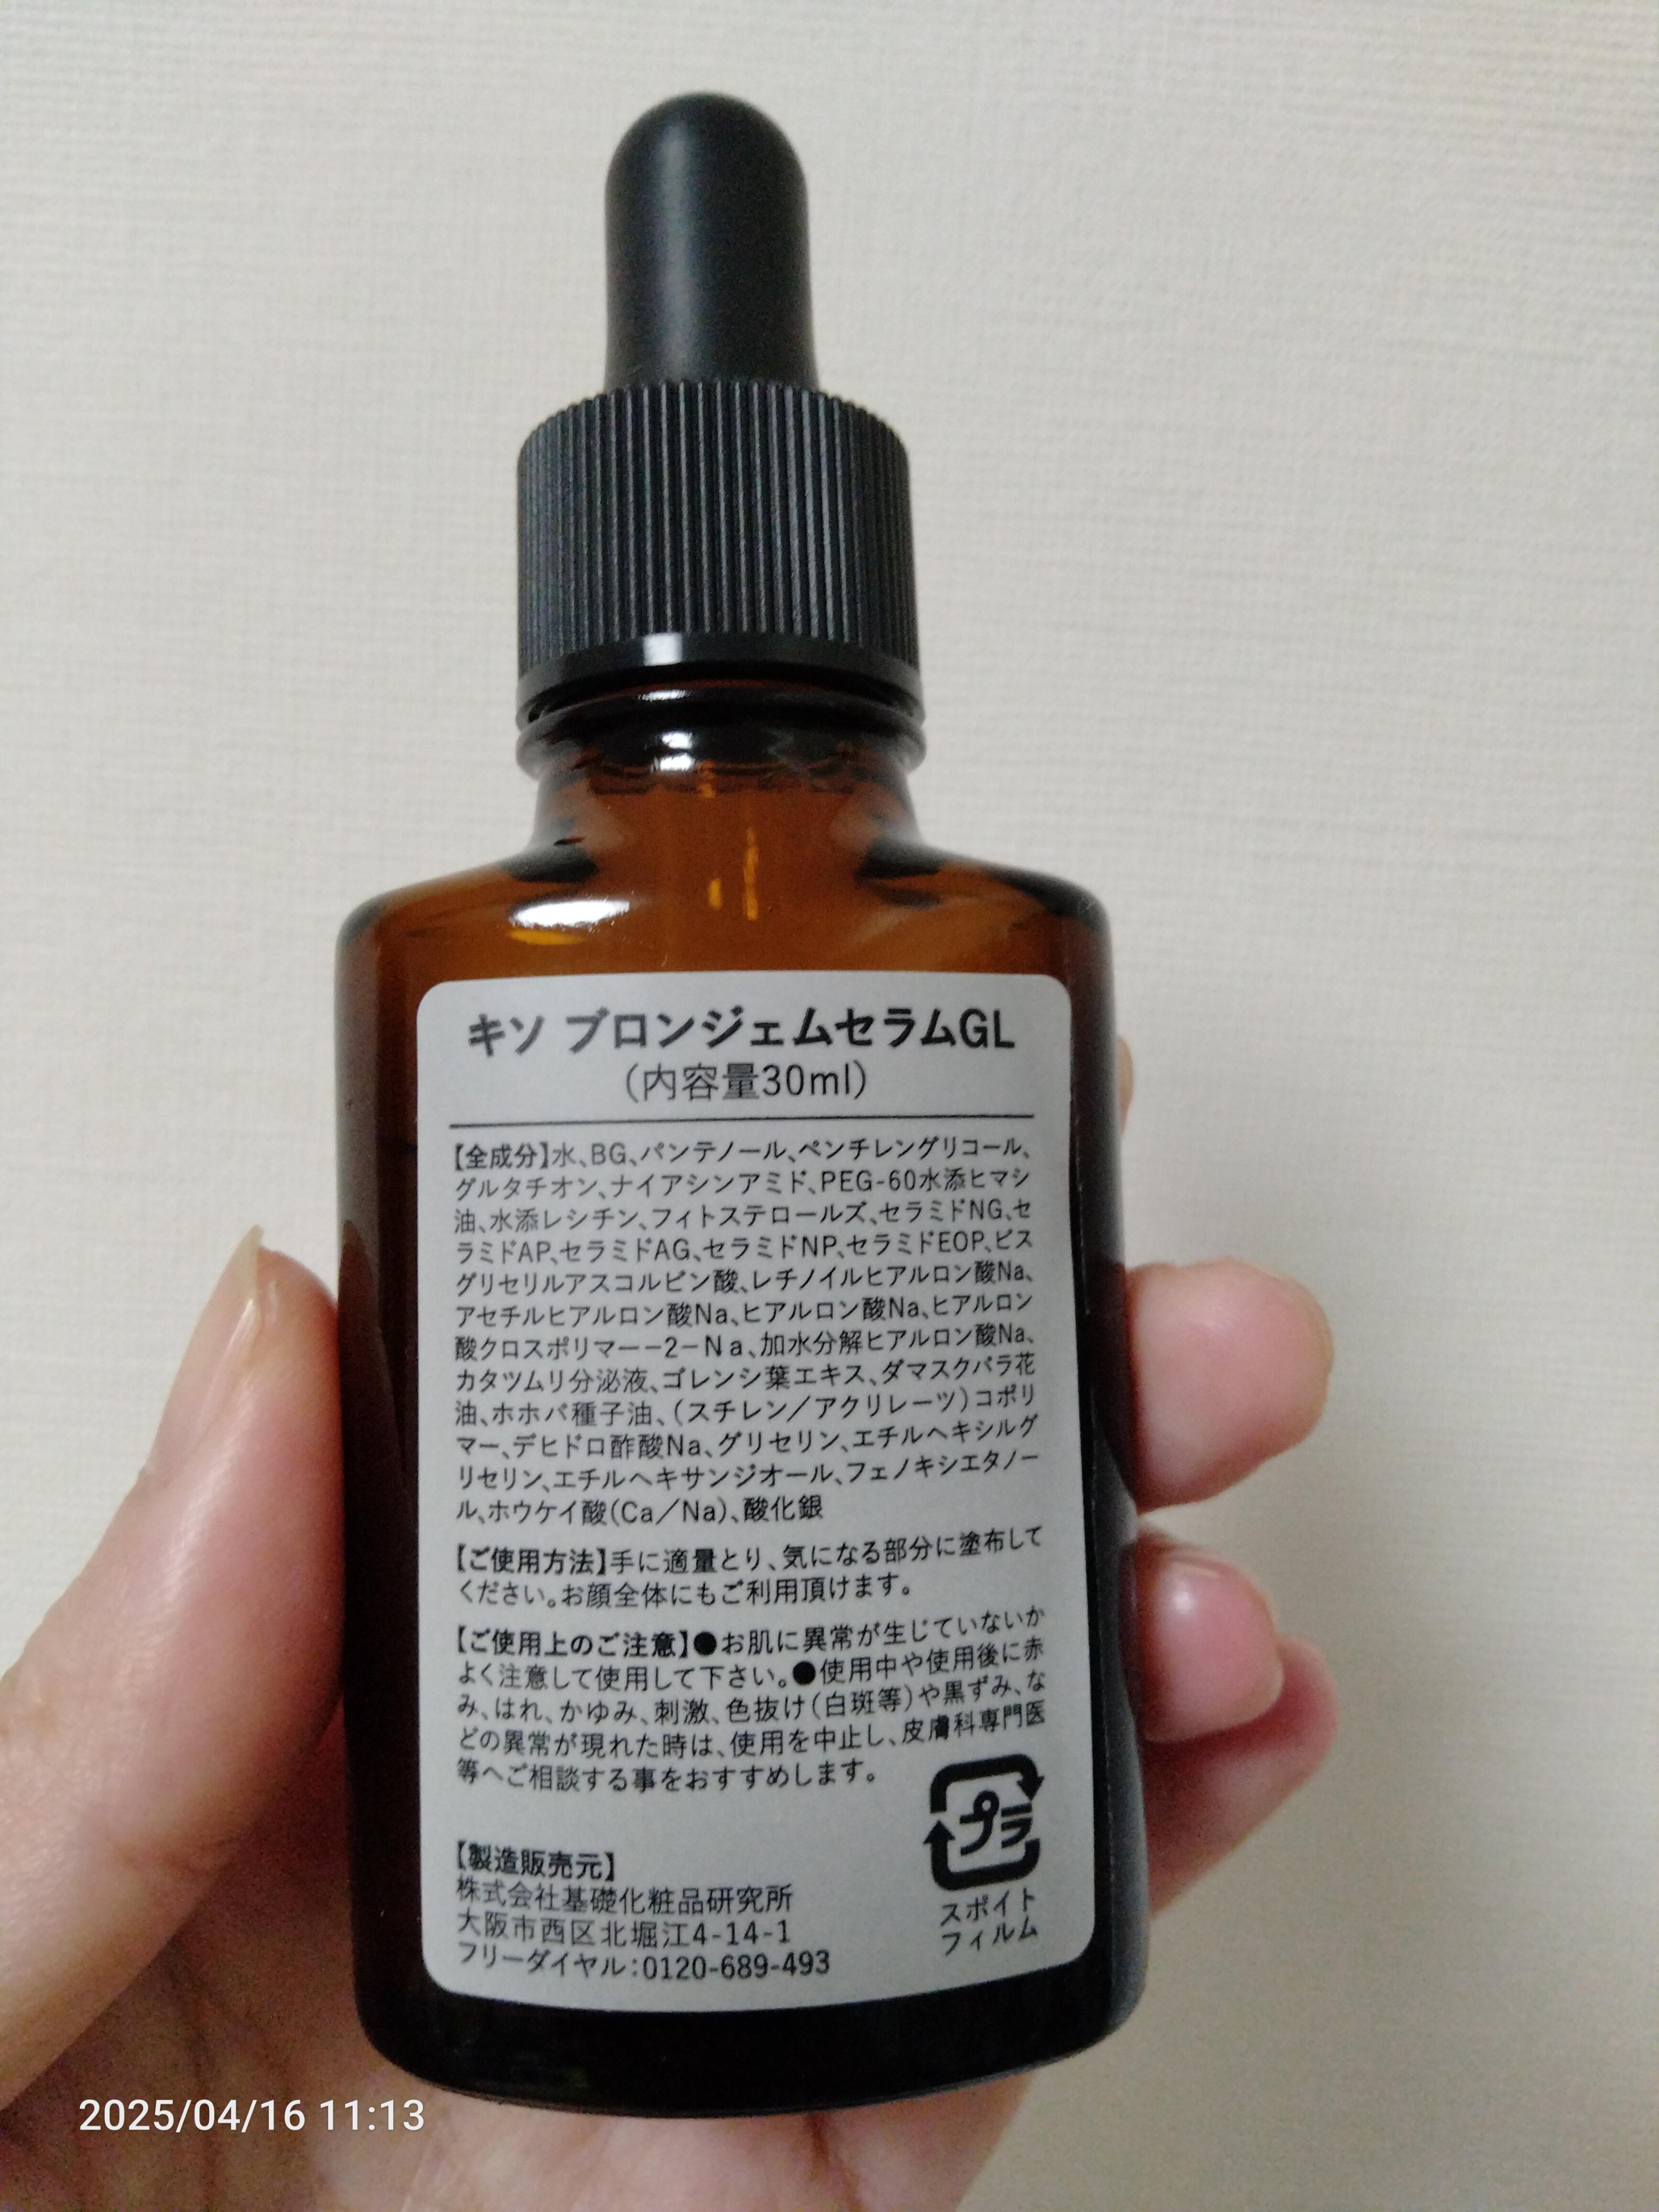 キソ ブロンジェムセラムGL
(内容量30ml)
【全成分】水、BG、パンテノール、ペンチレングリコール、
グルタチオン、ナイアシンアミド、PEG-60水添ヒマシ
油、水添レシチン、フィトステロールズ、セラミドNG、セ
ラミドAP、セラミドAG、セラミドNP、セラミドEOP、ビス
グリセリルアスコルビン酸、レチノイルヒアルロン酸Na、
アセチルヒアルロン酸Na、ヒアルロン酸Na、ヒアルロン
酸クロスポリマー−2−Na、加水分解ヒアルロン酸Na、
カタツムリ分泌液、ゴレンシ葉エキス、ダマスクバラ花
油、ホホバ種子油、(スチレン/アクリレーツ)コポリ
マー、デヒドロ酢酸Na、グリセリン、エチルヘキシルグ
リセリン、エチルヘキサンジオール、フェノキシエタノー
ル、ホウケイ酸(Ca/Na)、酸化銀
【ご使用方法】手に適量とり、気になる部分に塗布して
ください。お顔全体にもご利用頂けます。
【ご使用上のご注意】●お肌に異常が生じていないか
よく注意して使用して下さい。●使用中や使用後に赤
み、はれ、かゆみ、刺激、色抜け(白斑等)や黒ずみ、な
どの異常が現れた時は、使用を中止し、皮膚科専門医
等へご相談する事をおすすめします。
プラ
スポイト
フィルム
【製造販売元】
株式会社基礎化粧品研究所
大阪市西区北堀江4-14-1
フリーダイヤル:0120-689-493
2025/04/16 11:13